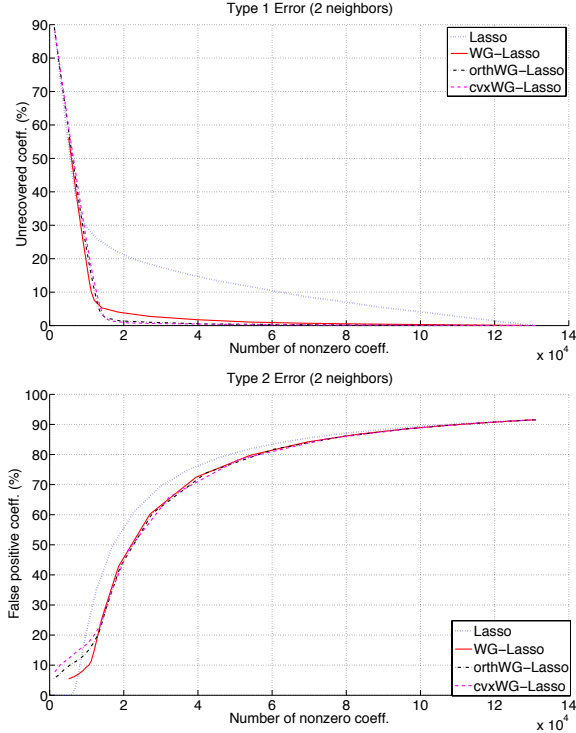 Type 1 Error (2 neighbors)
90
80
70
60
50
40
30
20
10
0
Unrecovered coeff. (%)
Lasso
WG-Lasso
orthWG-Lasso
cvxWG-Lasso
0 2 4 6 8 10 12 14
Number of nonzero coeff.
x 10^4
Type 2 Error (2 neighbors)
100
90
80
70
60
50
40
30
20
10
0
False positive coeff. (%)
Lasso
WG-Lasso
orthWG-Lasso
cvxWG-Lasso
0 2 4 6 8 10 12 14
Number of nonzero coeff.
x 10^4